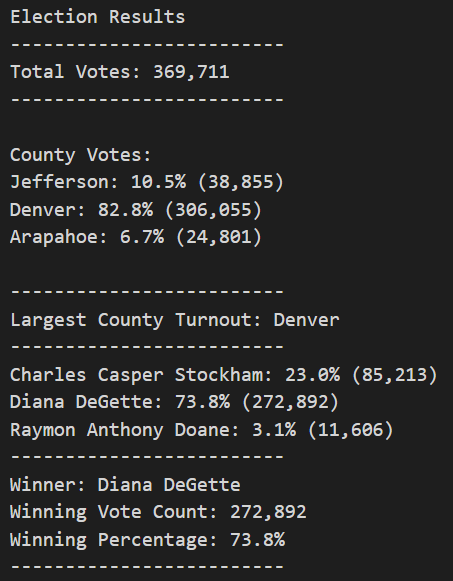 Election Results
-------------------------
Total Votes: 369,711
-------------------------
County Votes:
Jefferson: 10.5% (38,855)
Denver: 82.8% (306,055)
Arapahoe: 6.7% (24,801)
-------------------------
Largest County Turnout: Denver
-------------------------
Charles Casper Stockham: 23.0% (85,213)
Diana DeGette: 73.8% (272,892)
Raymon Anthony Doane: 3.1% (11,606)
-------------------------
Winner: Diana DeGette
Winning Vote Count: 272,892
Winning Percentage: 73.8%
-------------------------